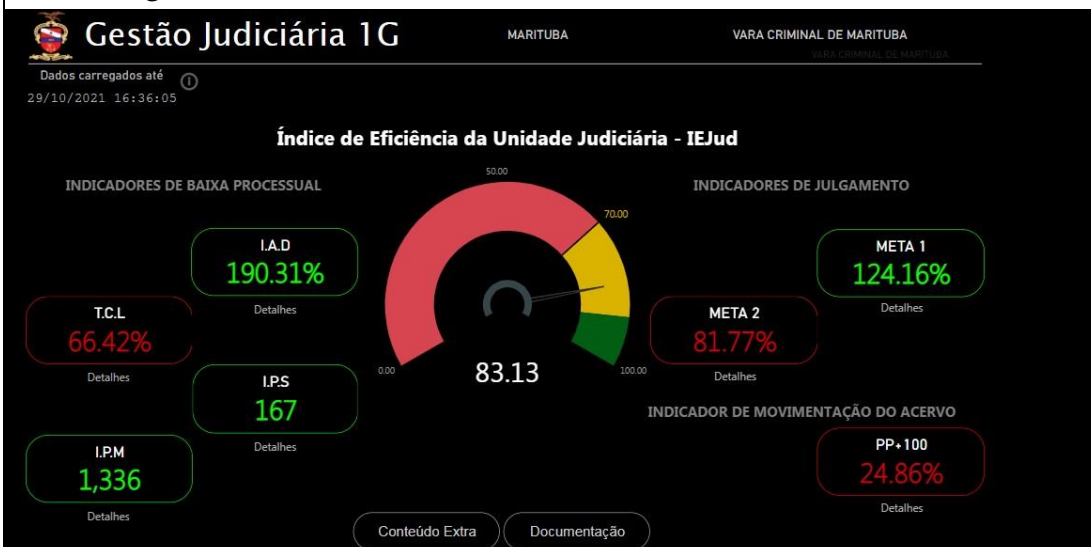 Gestão Judiciária 1G
MARITUBA
VARA CRIMINAL DE MARITUBA
VARA CRIMINAL DE MARITUBA
Dados carregados até
29/10/2021 16:36:05
Índice de Eficiência da Unidade Judiciária - IEJud
INDICADORES DE BAIXA PROCESSUAL
I.A.D
190.31%
Detalhes
T.C.L
66.42%
Detalhes
I.P.S
167
Detalhes
I.P.M
1,336
Detalhes
50.00
70.00
0.00
83.13
100.00
INDICADORES DE JULGAMENTO
META 1
124.16%
Detalhes
META 2
81.77%
Detalhes
INDICADOR DE MOVIMENTAÇÃO DO ACERVO
PP+100
24.86%
Detalhes
Conteúdo Extra
Documentação